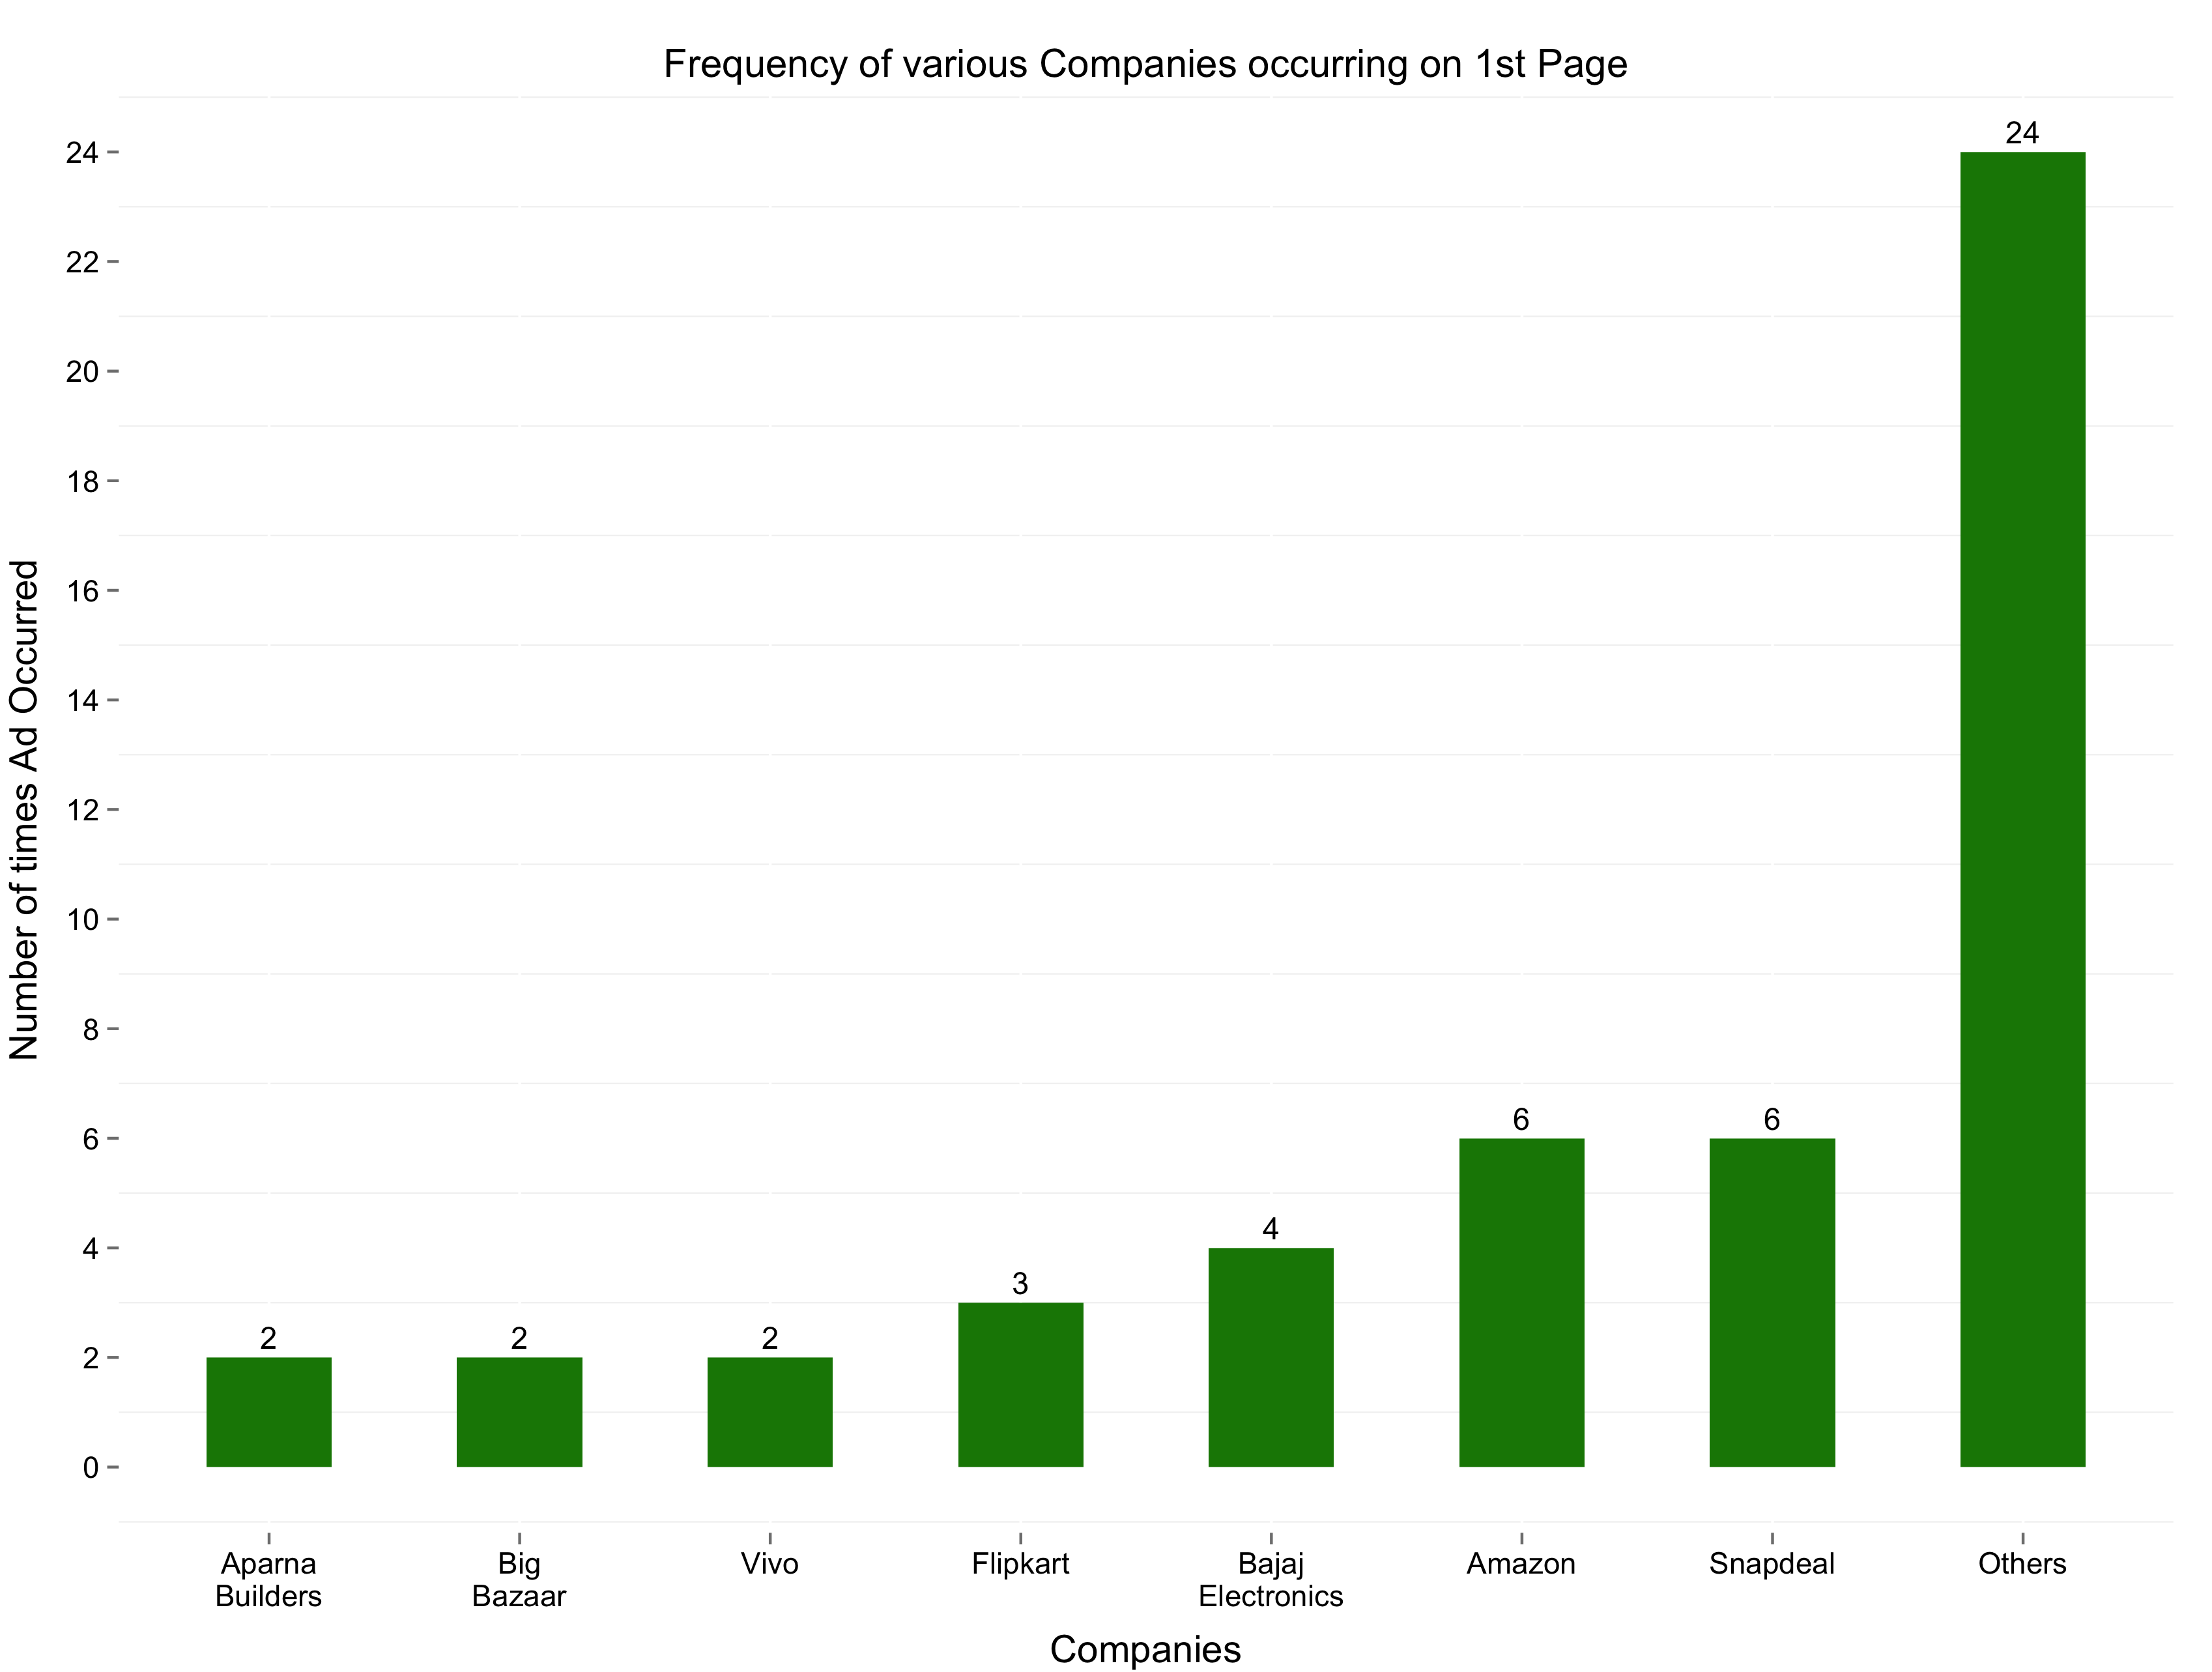 Frequency of various Companies occurring on 1st Page
Number of times Ad Occurred
24
22
20
18
16
14
12
10
8
6
4
2
0
2
2
2
3
4
6
6
24
Aparna
Builders
Big
Bazaar
Vivo
Flipkart
Bajaj
Electronics
Amazon
Snapdeal
Others
Companies